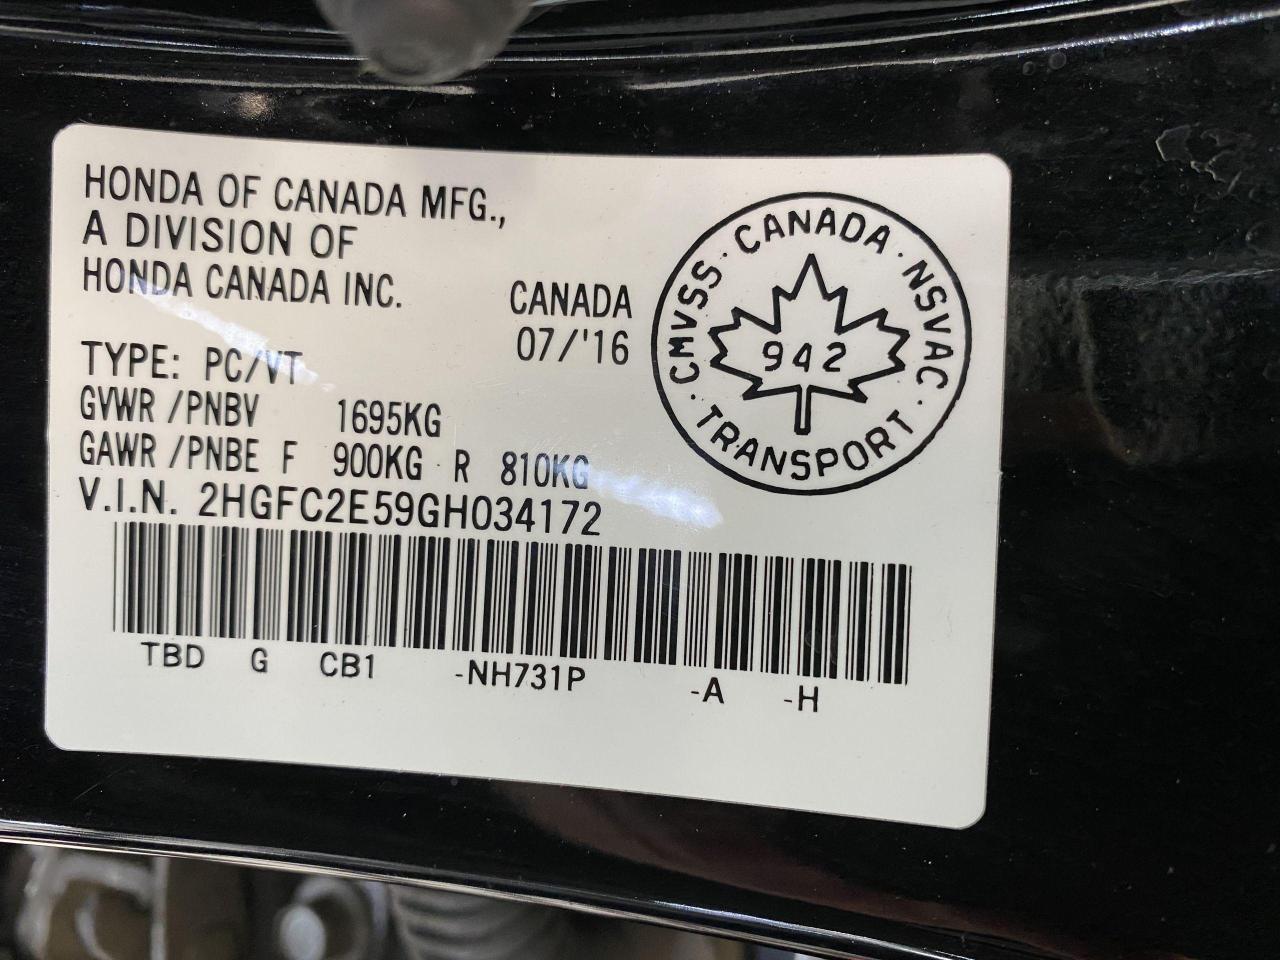 HONDA OF CANADA MFG.,
A DIVISION OF
HONDA CANADA INC.
CANADA
07/'16
CMVSS · CANADA · NSVAC · TRANSPORT ·
942
TYPE: PC/VT
GVWR /PNBV 1695KG
GAWR /PNBE F 900KG R 810KG
V.I.N. 2HGFC2E59GH034172
TBD G CB1 -NH731P -A -H